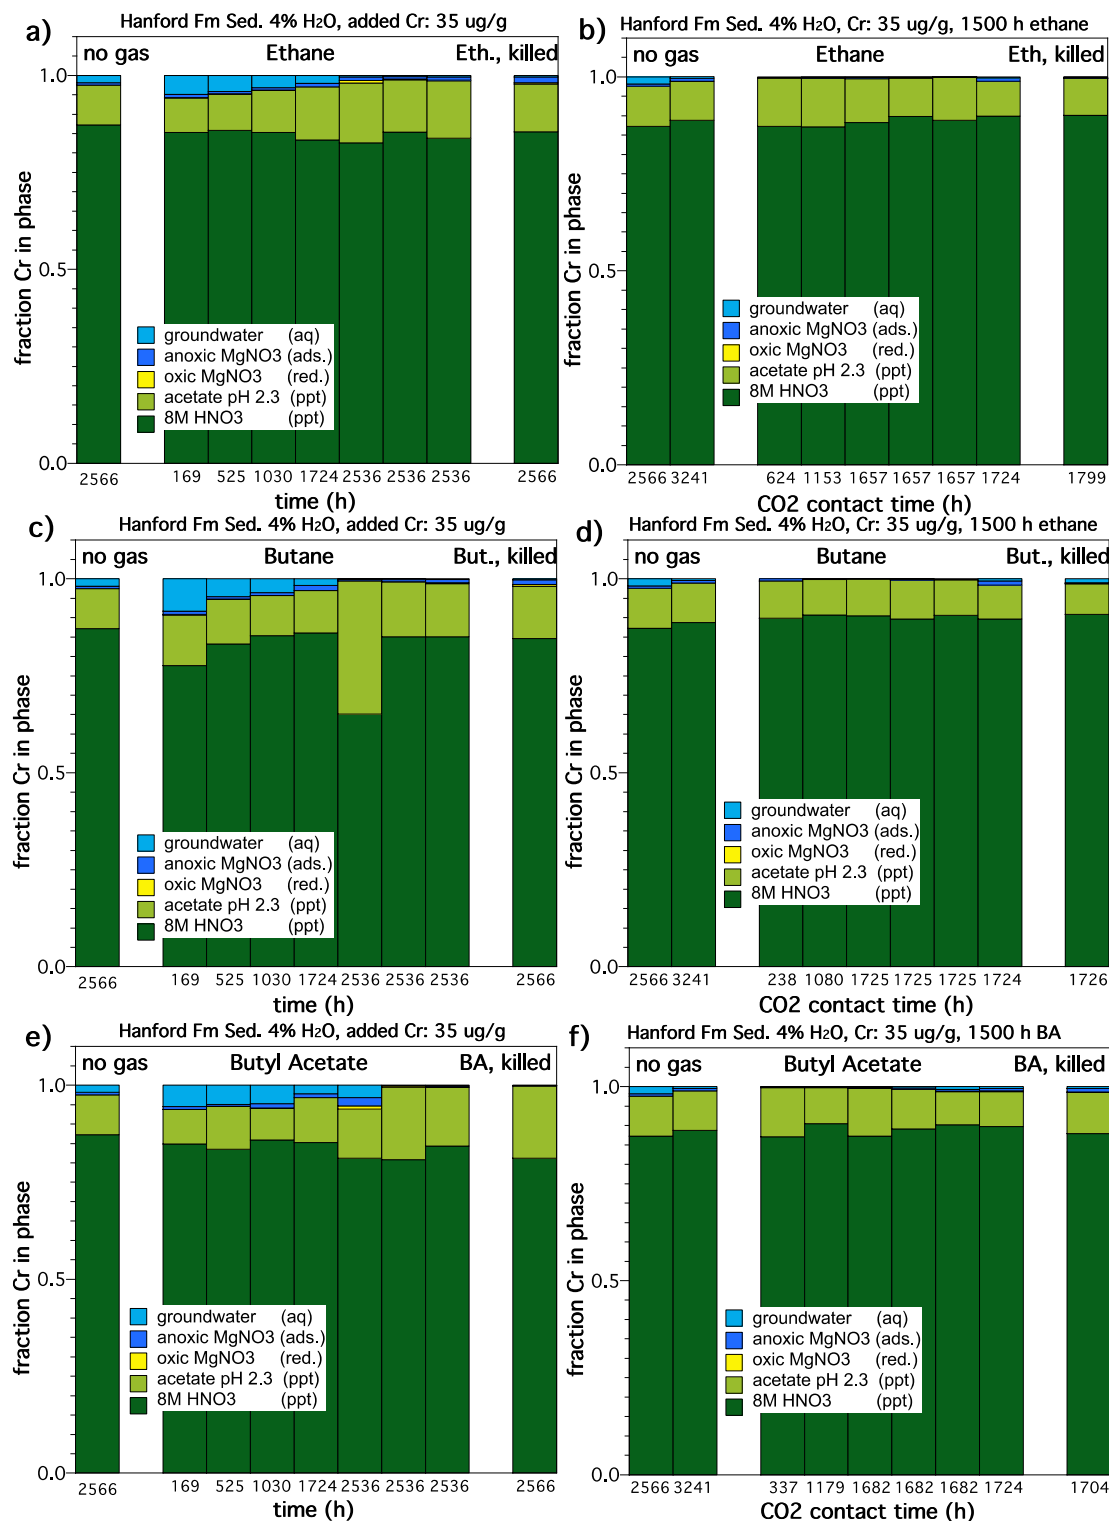 a) Hanford Fm Sed. 4% H2O, added Cr: 35 ug/g
no gas Ethane Eth., killed
1.0
0.5
0.0
fraction Cr in phase
groundwater (aq)
anoxic MgNO3 (ads.)
oxic MgNO3 (red.)
acetate pH 2.3 (ppt)
8M HNO3 (ppt)
2566 169 525 1030 1724 2536 2536 2536 2566
time (h)
b) Hanford Fm Sed. 4% H2O, Cr: 35 ug/g, 1500 h ethane
no gas Ethane Eth, killed
1.0
0.5
0.0
fraction Cr in phase
groundwater (aq)
anoxic MgNO3 (ads.)
oxic MgNO3 (red.)
acetate pH 2.3 (ppt)
8M HNO3 (ppt)
2566 3241 624 1153 1657 1657 1657 1724 1799
CO2 contact time (h)
c) Hanford Fm Sed. 4% H2O, added Cr: 35 ug/g
no gas Butane But., killed
1.0
0.5
0.0
fraction Cr in phase
groundwater (aq)
anoxic MgNO3 (ads.)
oxic MgNO3 (red.)
acetate pH 2.3 (ppt)
8M HNO3 (ppt)
2566 169 525 1030 1724 2536 2536 2536 2566
time (h)
d) Hanford Fm Sed. 4% H2O, Cr: 35 ug/g, 1500 h ethane
no gas Butane But., killed
1.0
0.5
0.0
fraction Cr in phase
groundwater (aq)
anoxic MgNO3 (ads.)
oxic MgNO3 (red.)
acetate pH 2.3 (ppt)
8M HNO3 (ppt)
2566 3241 238 1080 1725 1725 1725 1724 1726
CO2 contact time (h)
e) Hanford Fm Sed. 4% H2O, added Cr: 35 ug/g
no gas Butyl Acetate BA, killed
1.0
0.5
0.0
fraction Cr in phase
groundwater (aq)
anoxic MgNO3 (ads.)
oxic MgNO3 (red.)
acetate pH 2.3 (ppt)
8M HNO3 (ppt)
2566 169 525 1030 1724 2536 2536 2536 2566
time (h)
f) Hanford Fm Sed. 4% H2O, Cr: 35 ug/g, 1500 h BA
no gas Butyl Acetate BA, killed
1.0
0.5
0.0
fraction Cr in phase
groundwater (aq)
anoxic MgNO3 (ads.)
oxic MgNO3 (red.)
acetate pH 2.3 (ppt)
8M HNO3 (ppt)
2566 3241 337 1179 1682 1682 1682 1724 1704
CO2 contact time (h)